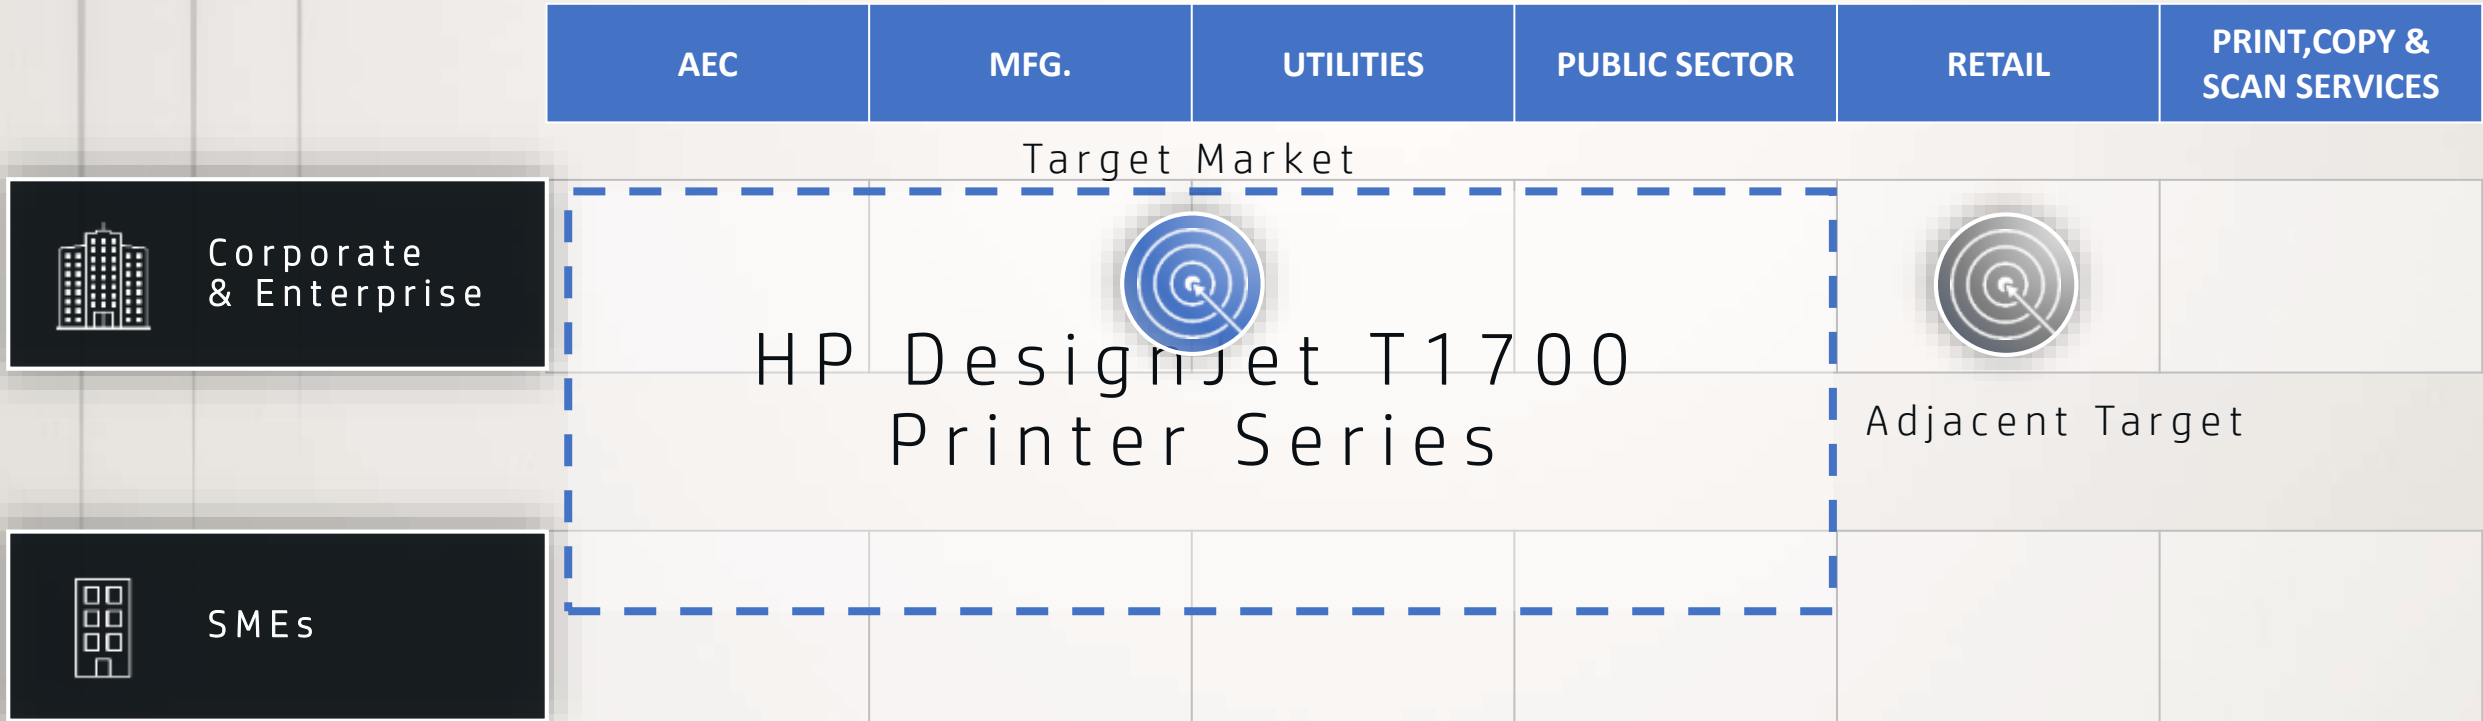 AEC
MFG.
UTILITIES
PUBLIC SECTOR
RETAIL
PRINT,COPY &
SCAN SERVICES
Target Market
Corporate
& Enterprise
HP DesignJet T1700
Printer Series
Adjacent Target
SMEs